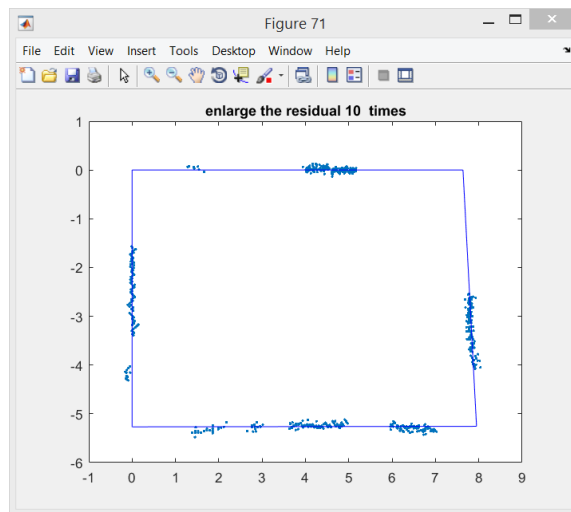 Figure 71
File Edit View Insert Tools Desktop Window Help
enlarge the residual 10 times
1
0
-1
-2
-3
-4
-5
-6
-1 0 1 2 3 4 5 6 7 8 9